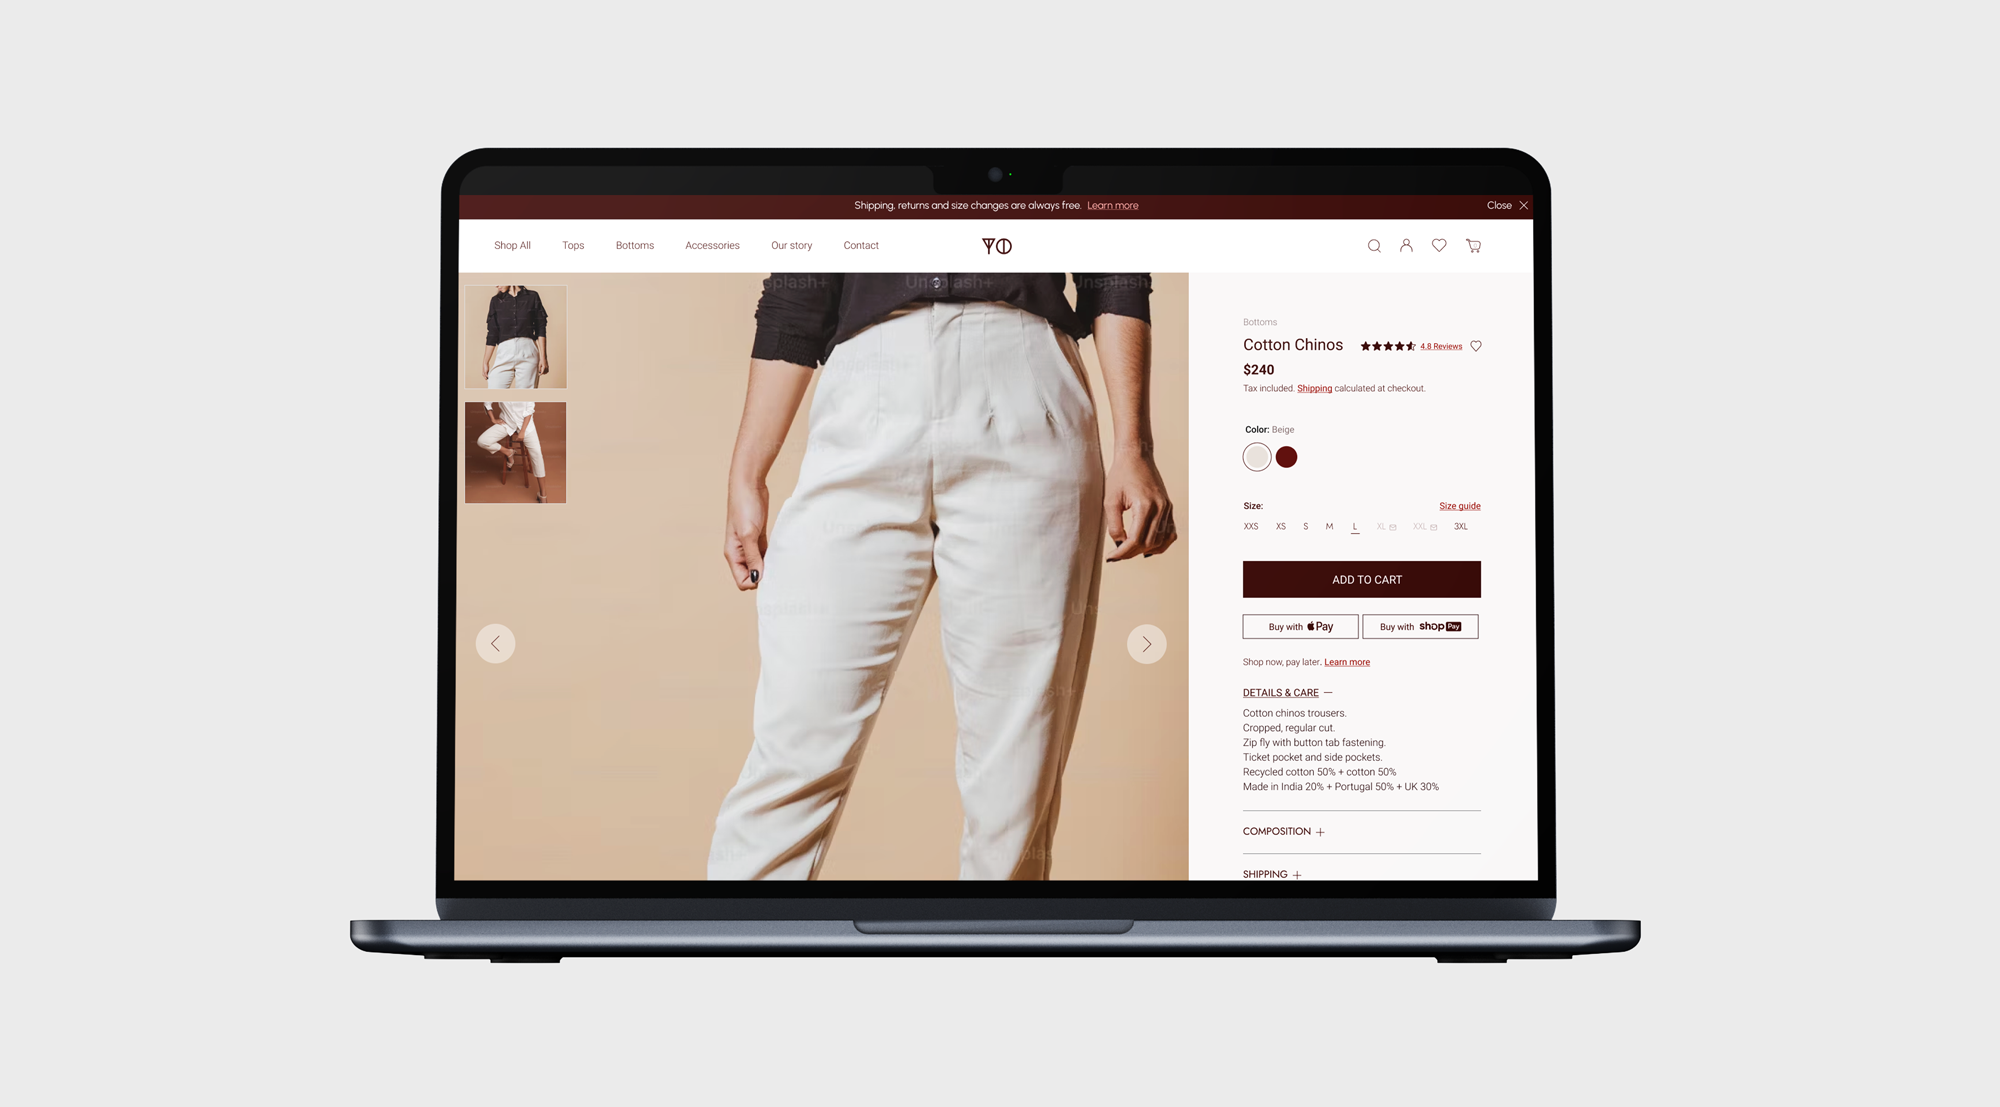 Shipping, returns and size changes are always free. Learn more
Close
Shop All Tops Bottoms Accessories Our story Contact
Unsplash+
Bottoms
Cotton Chinos 4.8 Reviews
$240
Tax included. Shipping calculated at checkout.
Color: Beige
Size: Size guide
XXS XS S M L XL XXL 3XL
ADD TO CART
Buy with Pay Buy with shop Pay
Shop now, pay later. Learn more
DETAILS & CARE
Cotton chinos trousers.
Cropped, regular cut.
Zip fly with button tab fastening.
Ticket pocket and side pockets.
Recycled cotton 50% + cotton 50%
Made in India 20% + Portugal 50% + UK 30%
COMPOSITION
SHIPPING